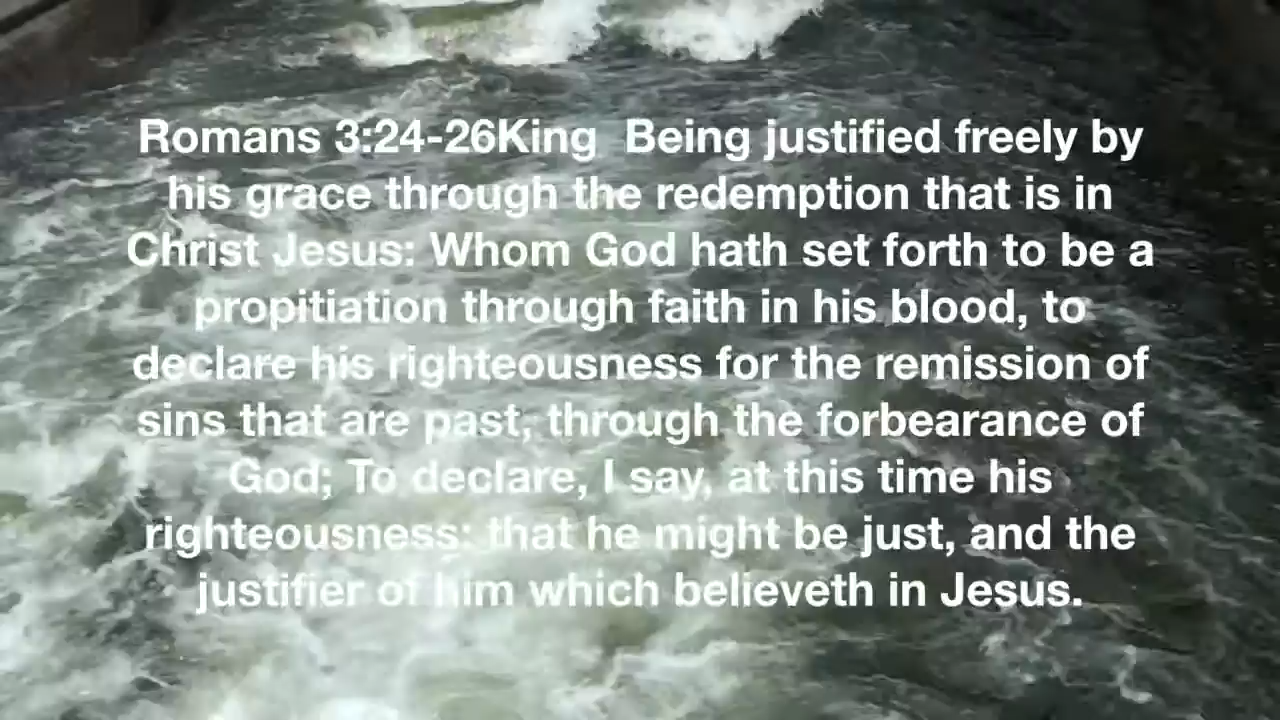 Romans 3:24-26King  Being justified freely by
his grace through the redemption that is in
Christ Jesus: Whom God hath set forth to be a
propitiation through faith in his blood, to
declare his righteousness for the remission of
sins that are past, through the forbearance of
God; To declare, I say, at this time his
righteousness: that he might be just, and the
justifier of him which believeth in Jesus.